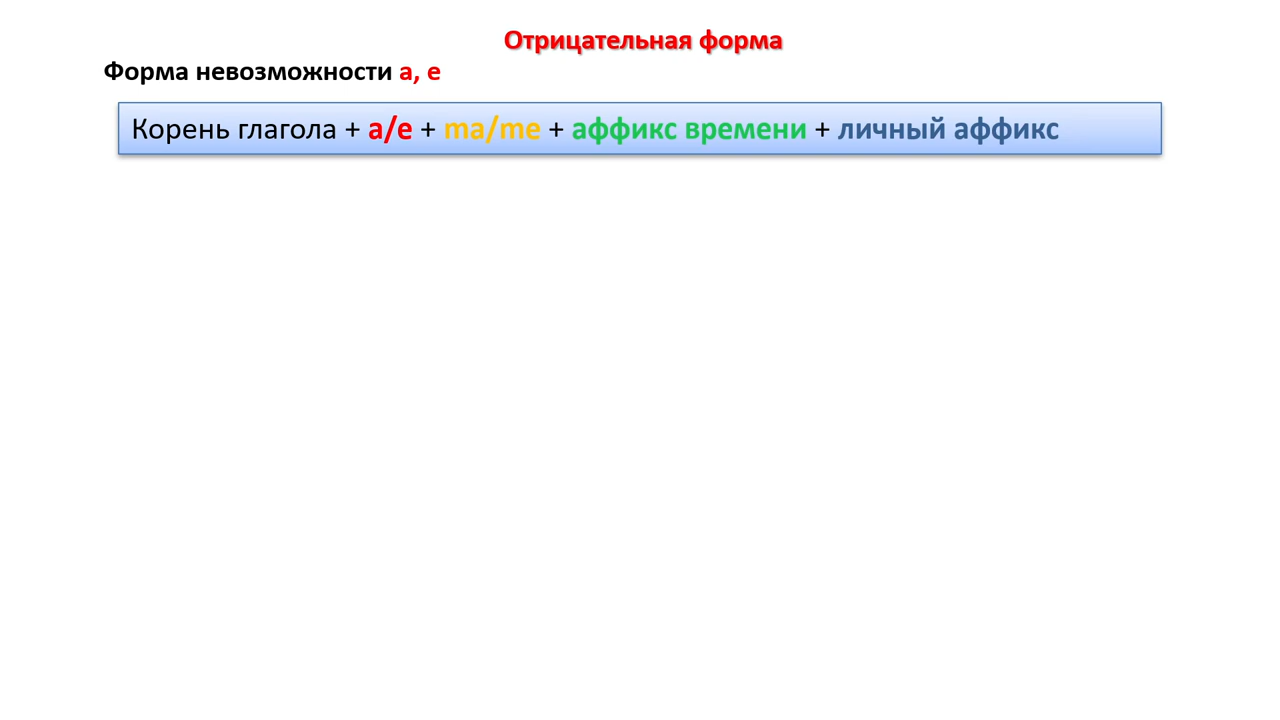 Отрицательная форма
Форма невозможности a, e
Корень глагола + a/e + ma/me + аффикс времени + личный аффикс